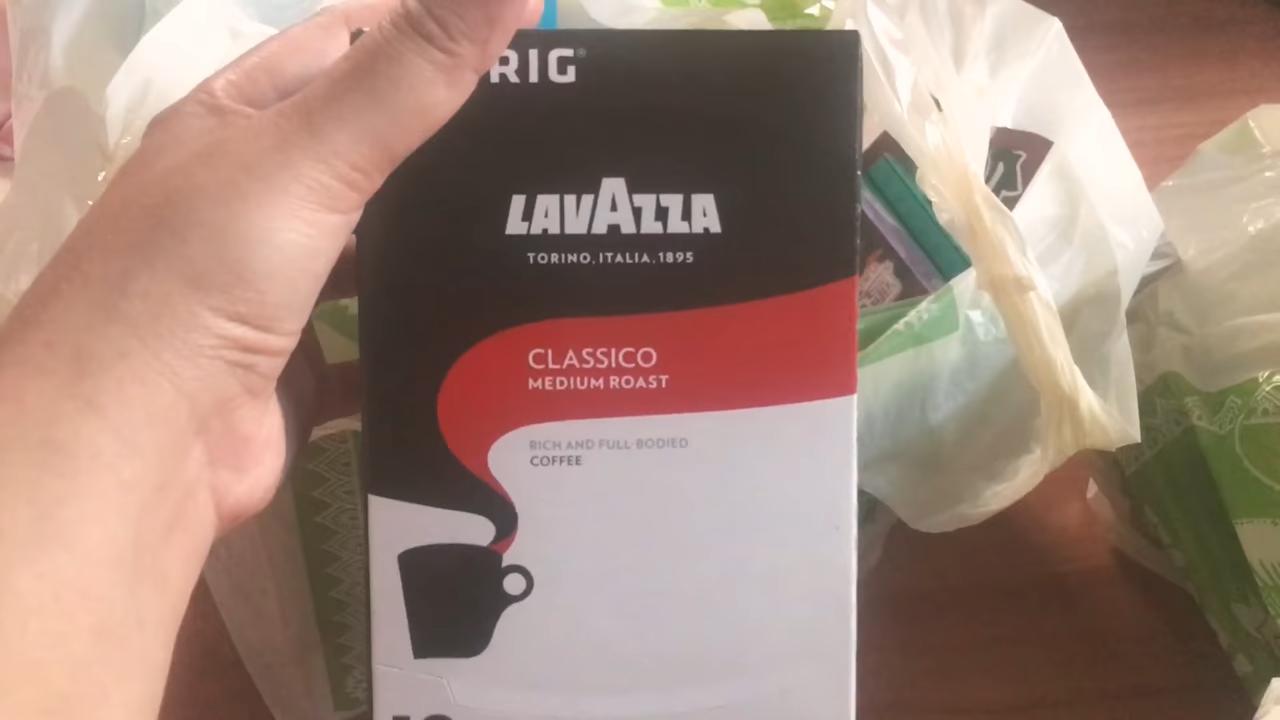 RIG®
LAVAZZA
TORINO, ITALIA, 1895
CLASSICO
MEDIUM ROAST
RICH AND FULL-BODIED
COFFEE